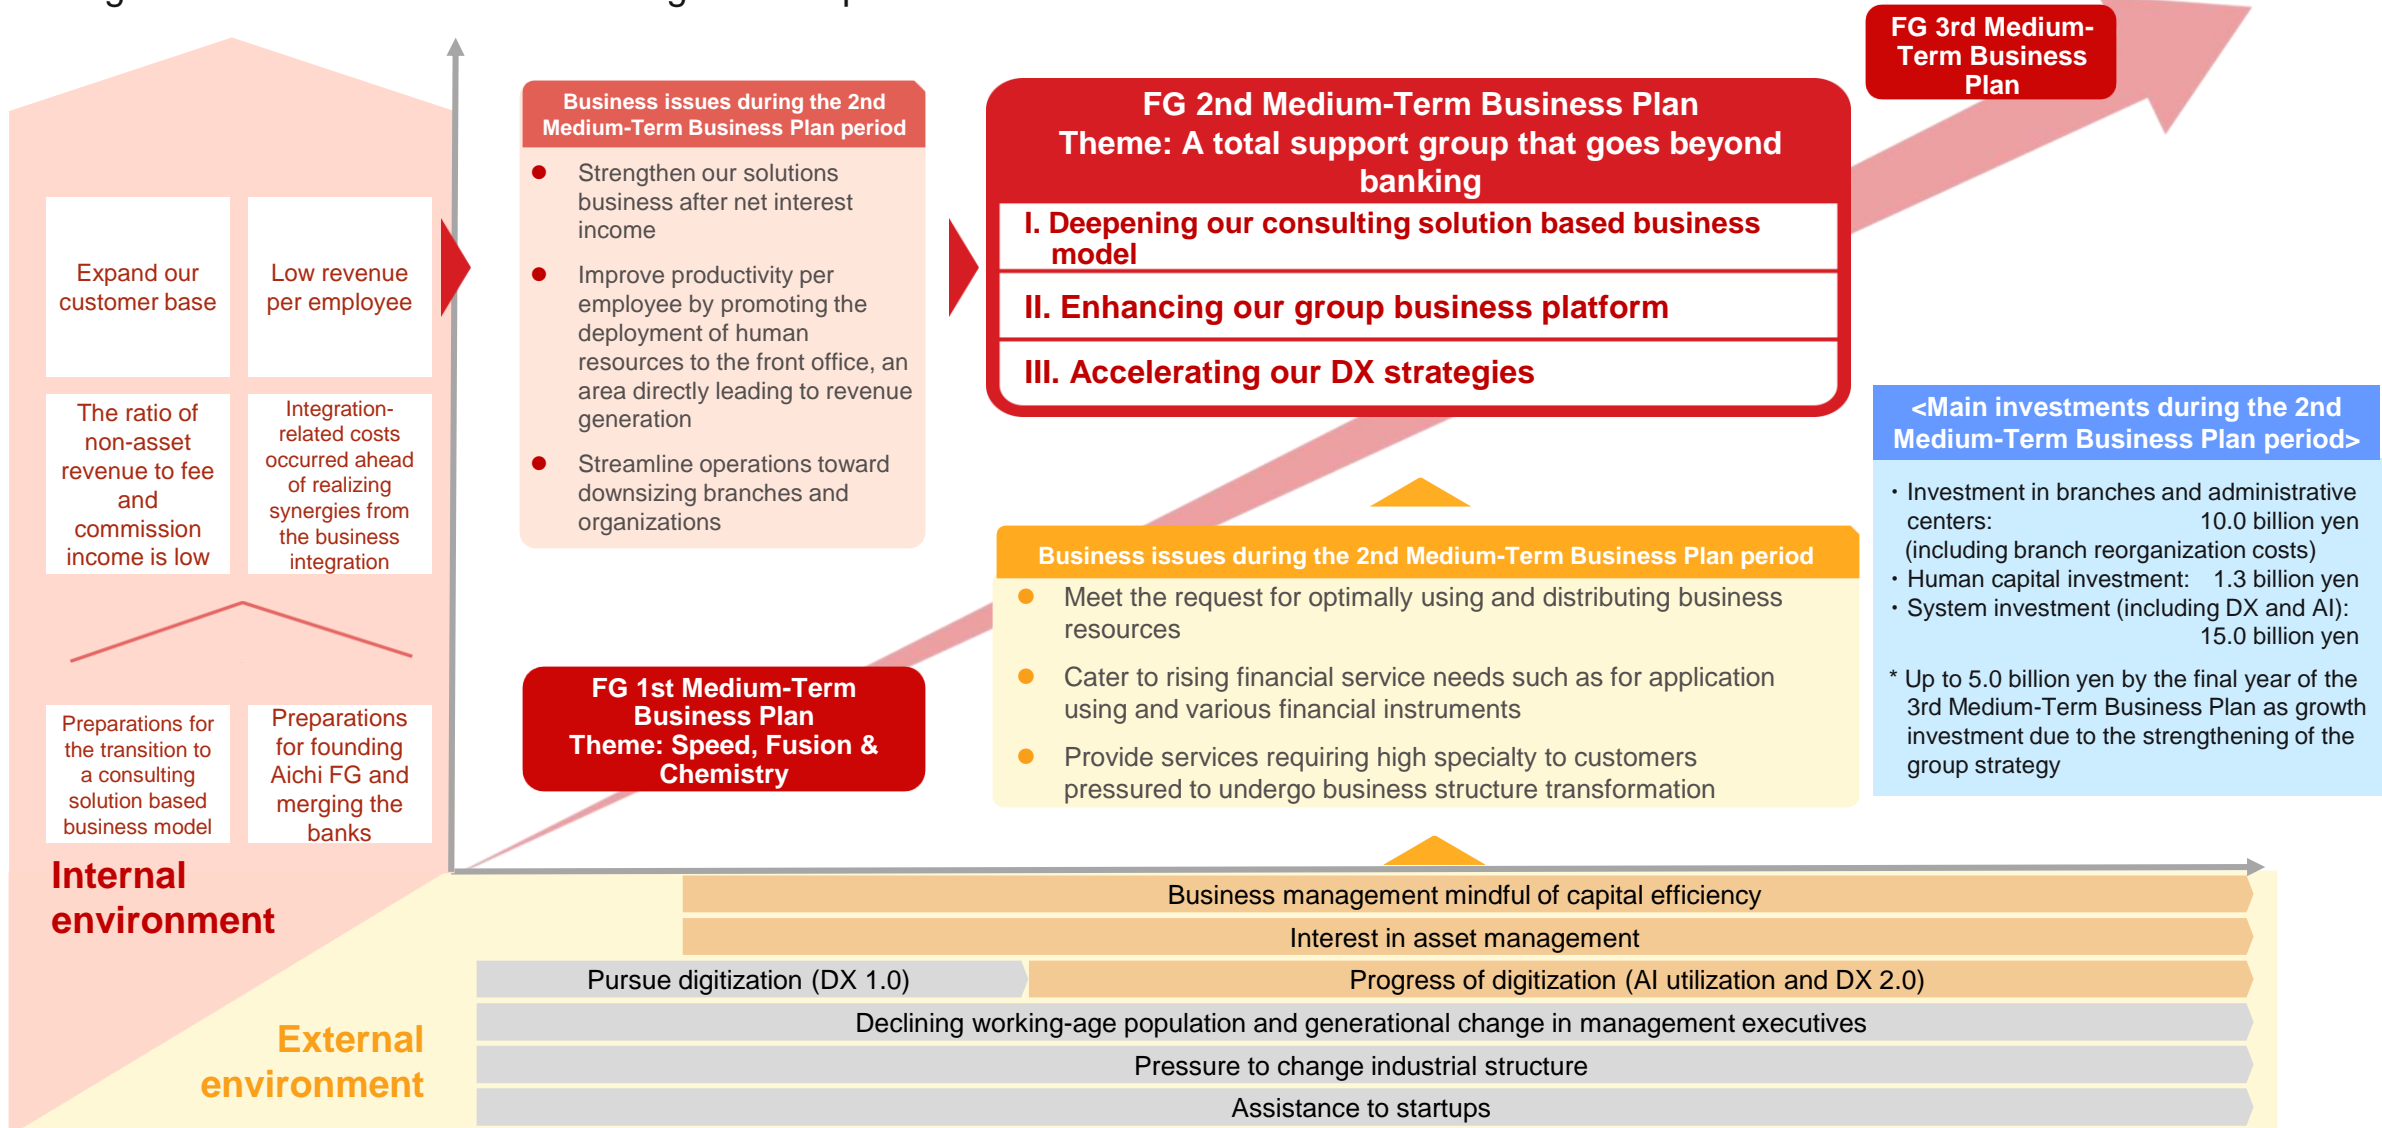 FG 3rd Medium-
Term Business
Plan
Business issues during the 2nd
Medium-Term Business Plan period
Strengthen our solutions
business after net interest
income
Improve productivity per
employee by promoting the
deployment of human
resources to the front office, an
area directly leading to revenue
generation
Streamline operations toward
downsizing branches and
organizations
FG 2nd Medium-Term Business Plan
Theme: A total support group that goes beyond
banking
I. Deepening our consulting solution based business
model
II. Enhancing our group business platform
III. Accelerating our DX strategies
Expand our
customer base
Low revenue
per employee
The ratio of
non-asset
revenue to fee
and
commission
income is low
Integration-
related costs
occurred ahead
of realizing
synergies from
the business
integration
Preparations for
the transition to
a consulting
solution based
business model
Preparations
for founding
Aichi FG and
merging the
banks
Internal
environment
FG 1st Medium-Term
Business Plan
Theme: Speed, Fusion &
Chemistry
Business issues during the 2nd Medium-Term Business Plan period
Meet the request for optimally using and distributing business
resources
Cater to rising financial service needs such as for application
using and various financial instruments
Provide services requiring high specialty to customers
pressured to undergo business structure transformation
<Main investments during the 2nd
Medium-Term Business Plan period>
・Investment in branches and administrative
centers: 10.0 billion yen
(including branch reorganization costs)
・Human capital investment: 1.3 billion yen
・System investment (including DX and AI):
15.0 billion yen
* Up to 5.0 billion yen by the final year of the
3rd Medium-Term Business Plan as growth
investment due to the strengthening of the
group strategy
External
environment
Business management mindful of capital efficiency
Interest in asset management
Pursue digitization (DX 1.0)
Progress of digitization (AI utilization and DX 2.0)
Declining working-age population and generational change in management executives
Pressure to change industrial structure
Assistance to startups